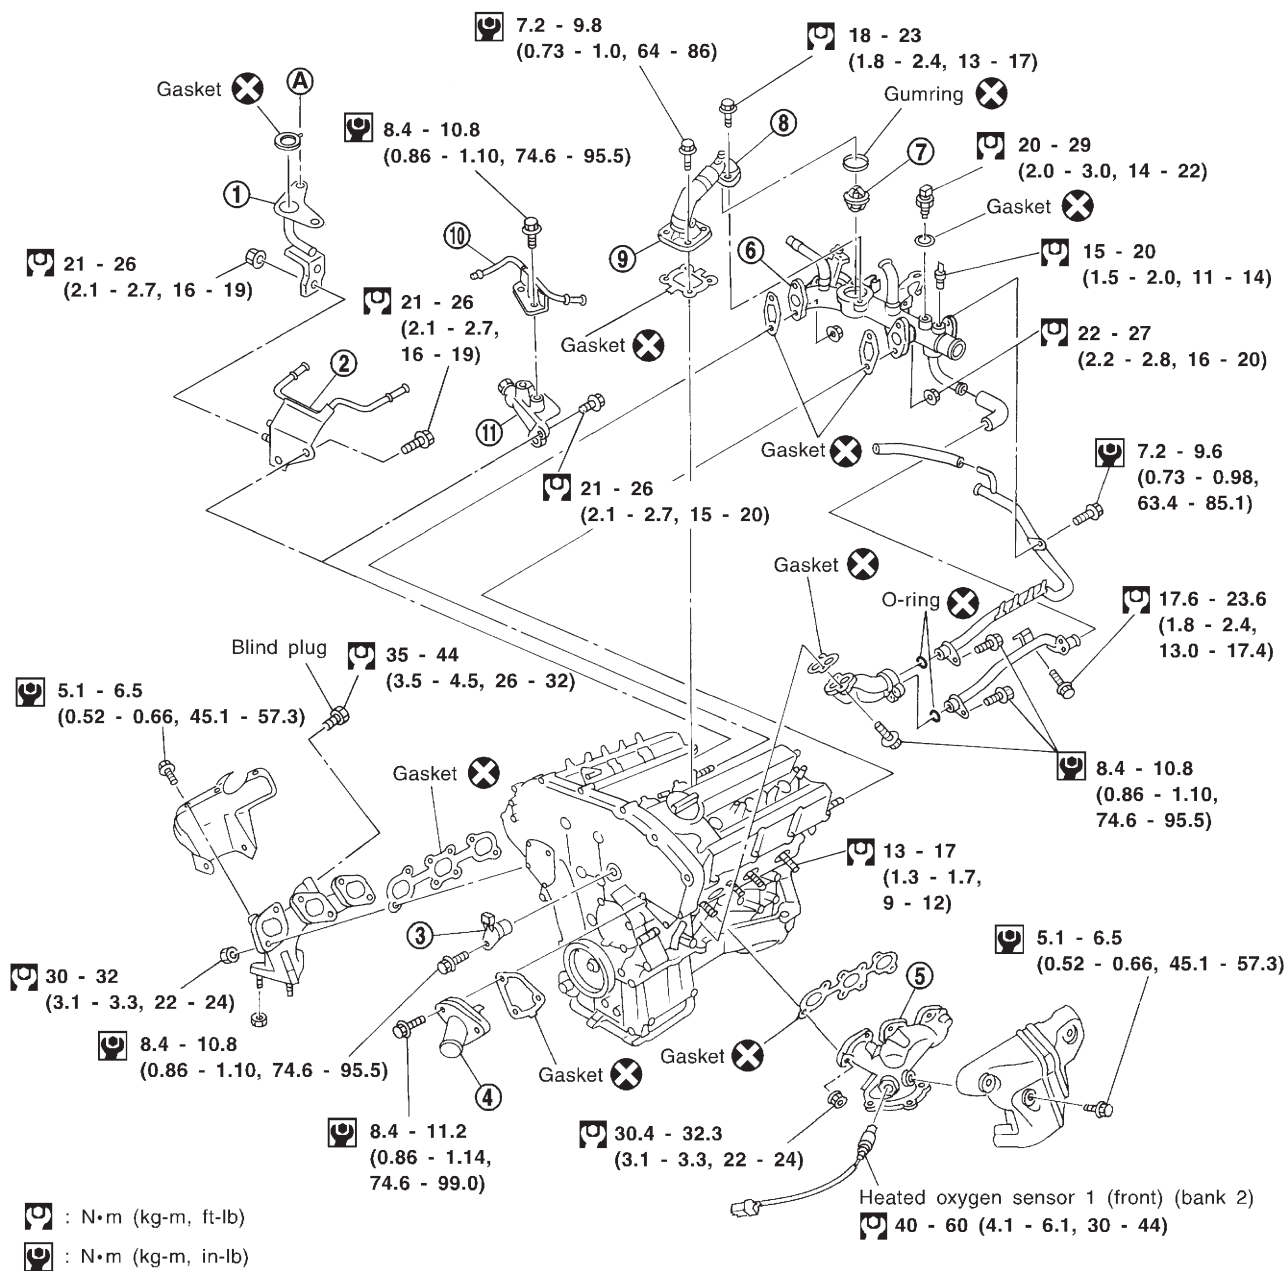 7.2 - 9.8
(0.73 - 1.0, 64 - 86)
18 - 23
(1.8 - 2.4, 13 - 17)
Gasket
A
Gumring
8.4 - 10.8
(0.86 - 1.10, 74.6 - 95.5)
8
7
20 - 29
(2.0 - 3.0, 14 - 22)
Gasket
1
10
9
6
21 - 26
(2.1 - 2.7, 16 - 19)
15 - 20
(1.5 - 2.0, 11 - 14)
21 - 26
(2.1 - 2.7,
16 - 19)
Gasket
22 - 27
(2.2 - 2.8, 16 - 20)
2
11
Gasket
7.2 - 9.6
(0.73 - 0.98,
63.4 - 85.1)
21 - 26
(2.1 - 2.7, 15 - 20)
Gasket
O-ring
17.6 - 23.6
(1.8 - 2.4,
13.0 - 17.4)
Blind plug
35 - 44
(3.5 - 4.5, 26 - 32)
5.1 - 6.5
(0.52 - 0.66, 45.1 - 57.3)
Gasket
8.4 - 10.8
(0.86 - 1.10,
74.6 - 95.5)
13 - 17
(1.3 - 1.7,
9 - 12)
3
5.1 - 6.5
(0.52 - 0.66, 45.1 - 57.3)
30 - 32
(3.1 - 3.3, 22 - 24)
5
8.4 - 10.8
(0.86 - 1.10, 74.6 - 95.5)
Gasket
Gasket
4
8.4 - 11.2
(0.86 - 1.14,
74.6 - 99.0)
30.4 - 32.3
(3.1 - 3.3, 22 - 24)
Heated oxygen sensor 1 (front) (bank 2)
40 - 60 (4.1 - 6.1, 30 - 44)
: N•m (kg-m, ft-lb)
: N•m (kg-m, in-lb)